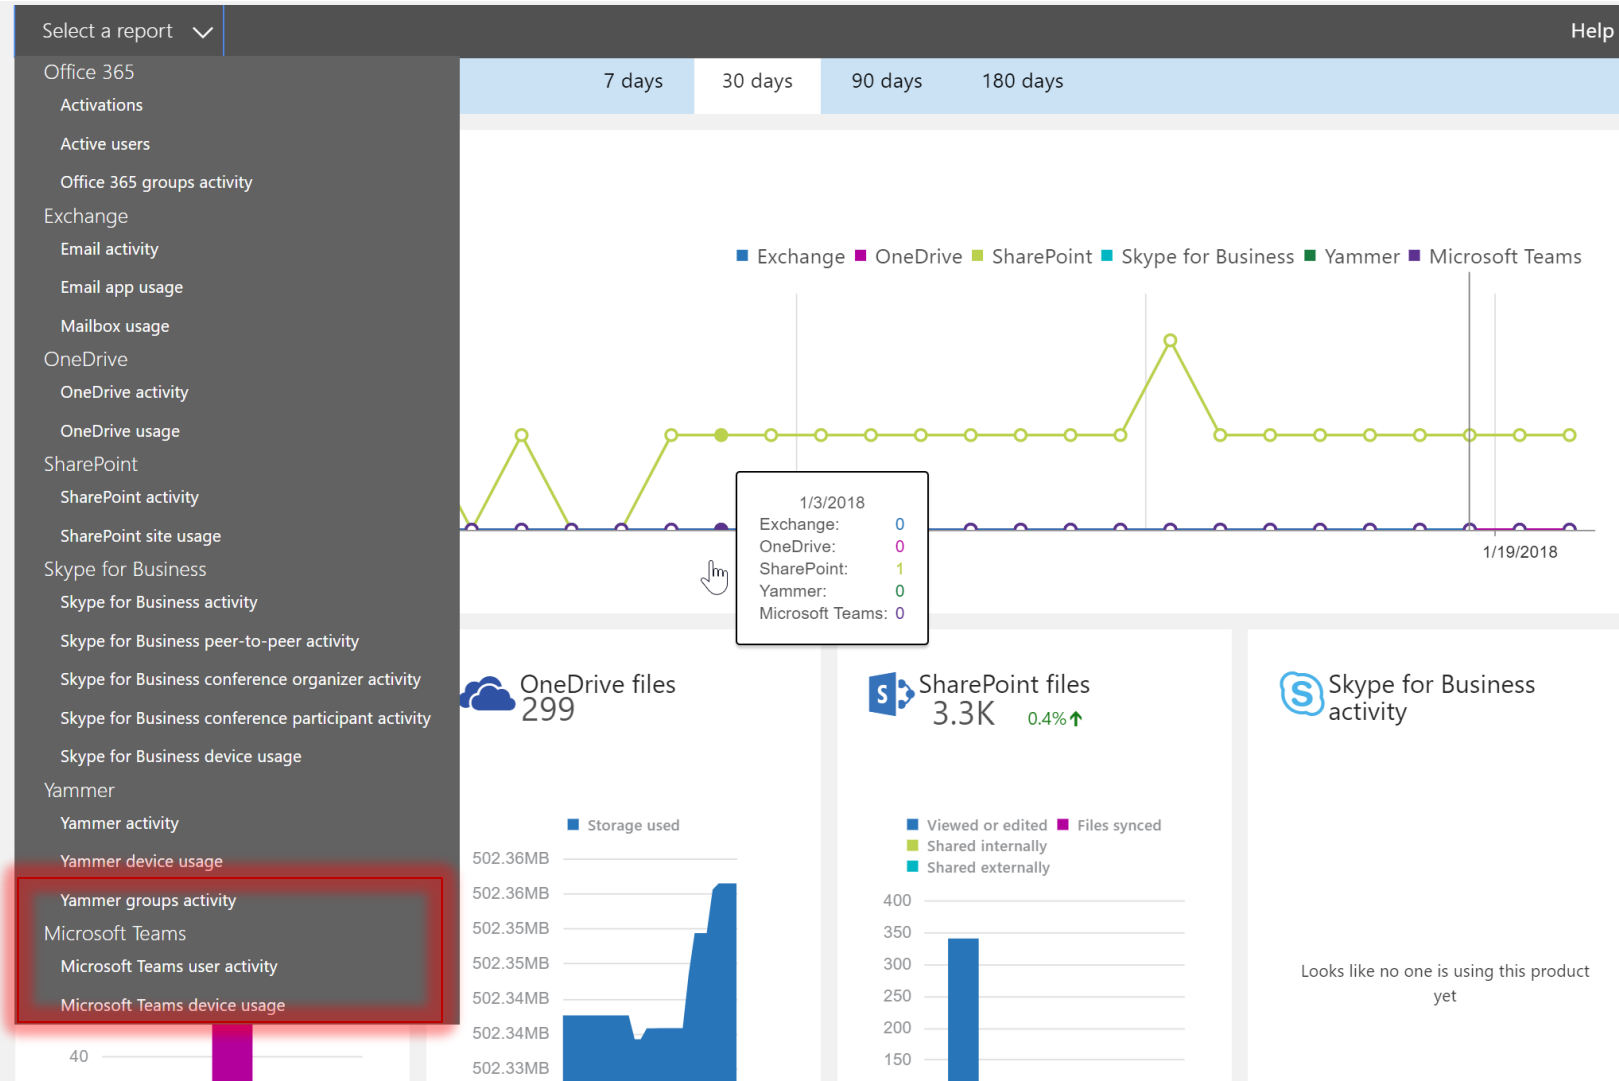 Select a report
Help
Office 365
Activations
Active users
Office 365 groups activity
Exchange
Email activity
Email app usage
Mailbox usage
OneDrive
OneDrive activity
OneDrive usage
SharePoint
SharePoint activity
SharePoint site usage
Skype for Business
Skype for Business activity
Skype for Business peer-to-peer activity
Skype for Business conference organizer activity
Skype for Business conference participant activity
Skype for Business device usage
Yammer
Yammer activity
Yammer device usage
Yammer groups activity
Microsoft Teams
Microsoft Teams user activity
Microsoft Teams device usage
40
7 days 30 days 90 days 180 days
Exchange OneDrive SharePoint Skype for Business Yammer Microsoft Teams
1/3/2018
Exchange: 0
OneDrive: 0
SharePoint: 1
Yammer: 0
Microsoft Teams: 0
1/19/2018
OneDrive files
299
Storage used
502.36MB
502.36MB
502.35MB
502.35MB
502.34MB
502.34MB
502.33MB
S
SharePoint files
3.3K 0.4%
Viewed or edited Files synced
Shared internally
Shared externally
400
350
300
250
200
150
S
Skype for Business
activity
Looks like no one is using this product
yet